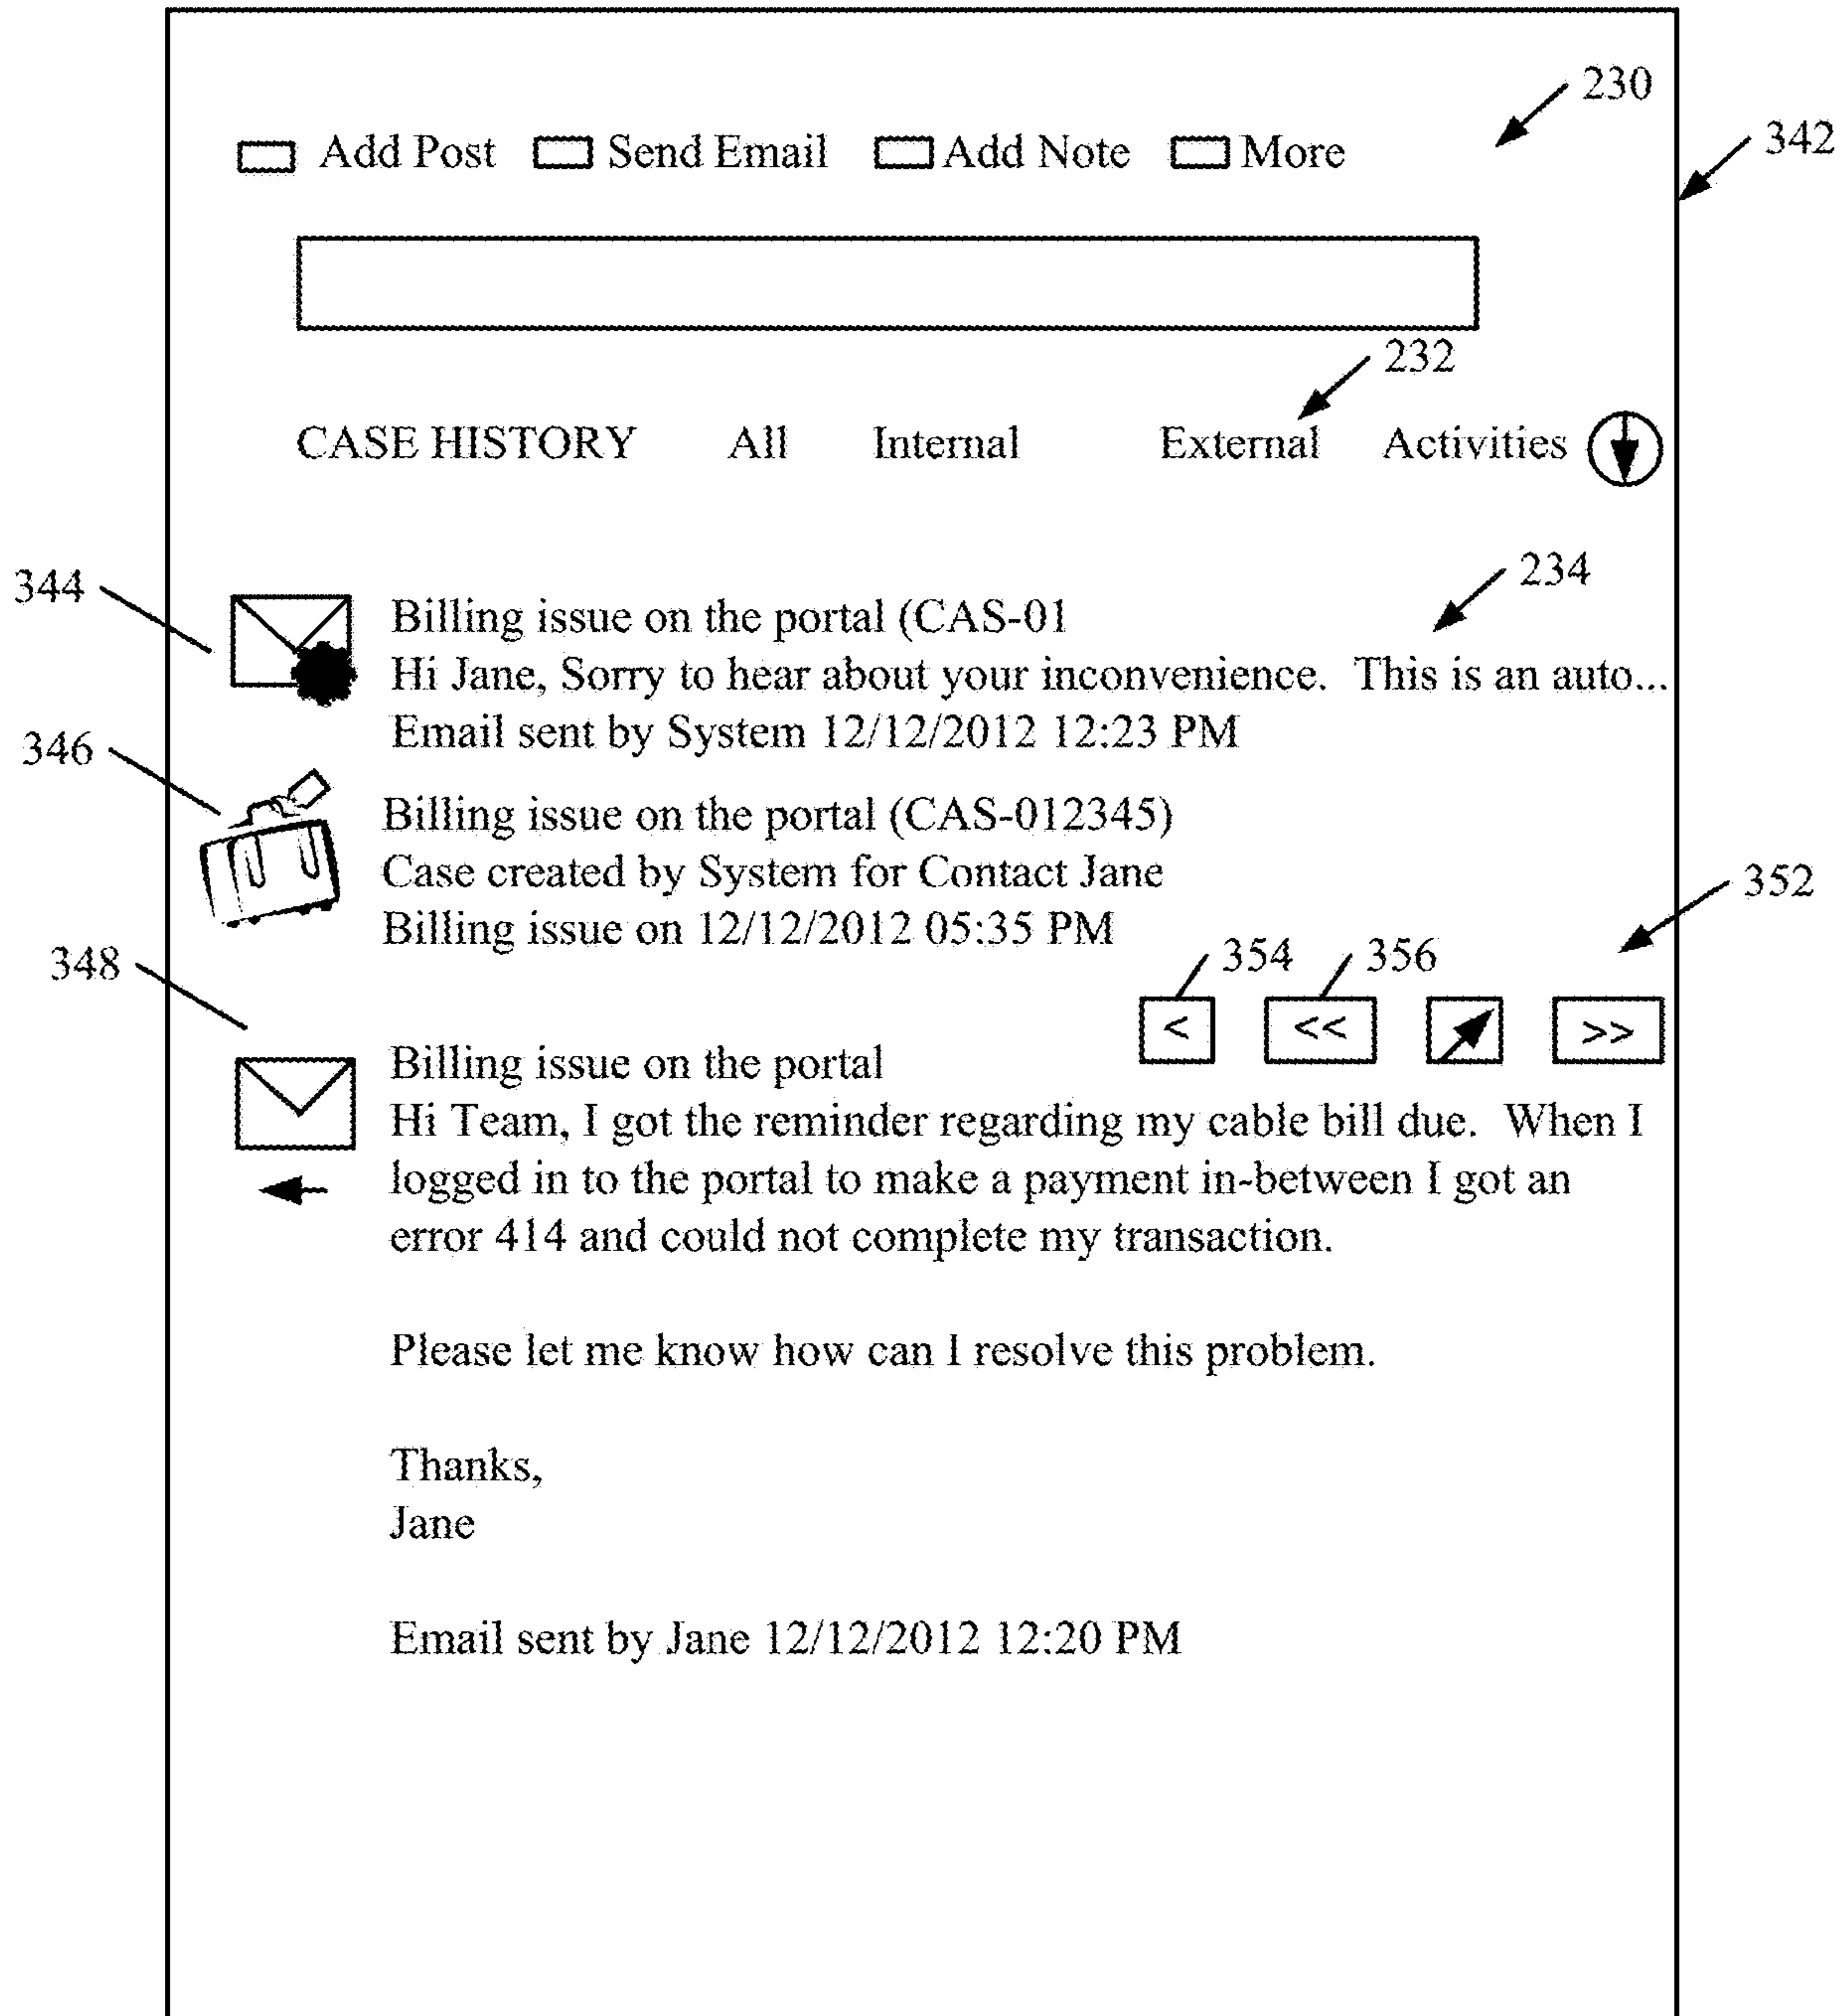 230
342
Add Post Send Email Add Note More
232
CASE HISTORY All Internal External Activities
234
344
Billing issue on the portal (CAS-01
Hi Jane, Sorry to hear about your inconvenience. This is an auto...
Email sent by System 12/12/2012 12:23 PM
346
Billing issue on the portal (CAS-012345)
Case created by System for Contact Jane
Billing issue on 12/12/2012 05:35 PM
352
348
354 356
< << >>
Billing issue on the portal
Hi Team, I got the reminder regarding my cable bill due. When I
logged in to the portal to make a payment in-between I got an
error 414 and could not complete my transaction.
Please let me know how can I resolve this problem.
Thanks,
Jane
Email sent by Jane 12/12/2012 12:20 PM